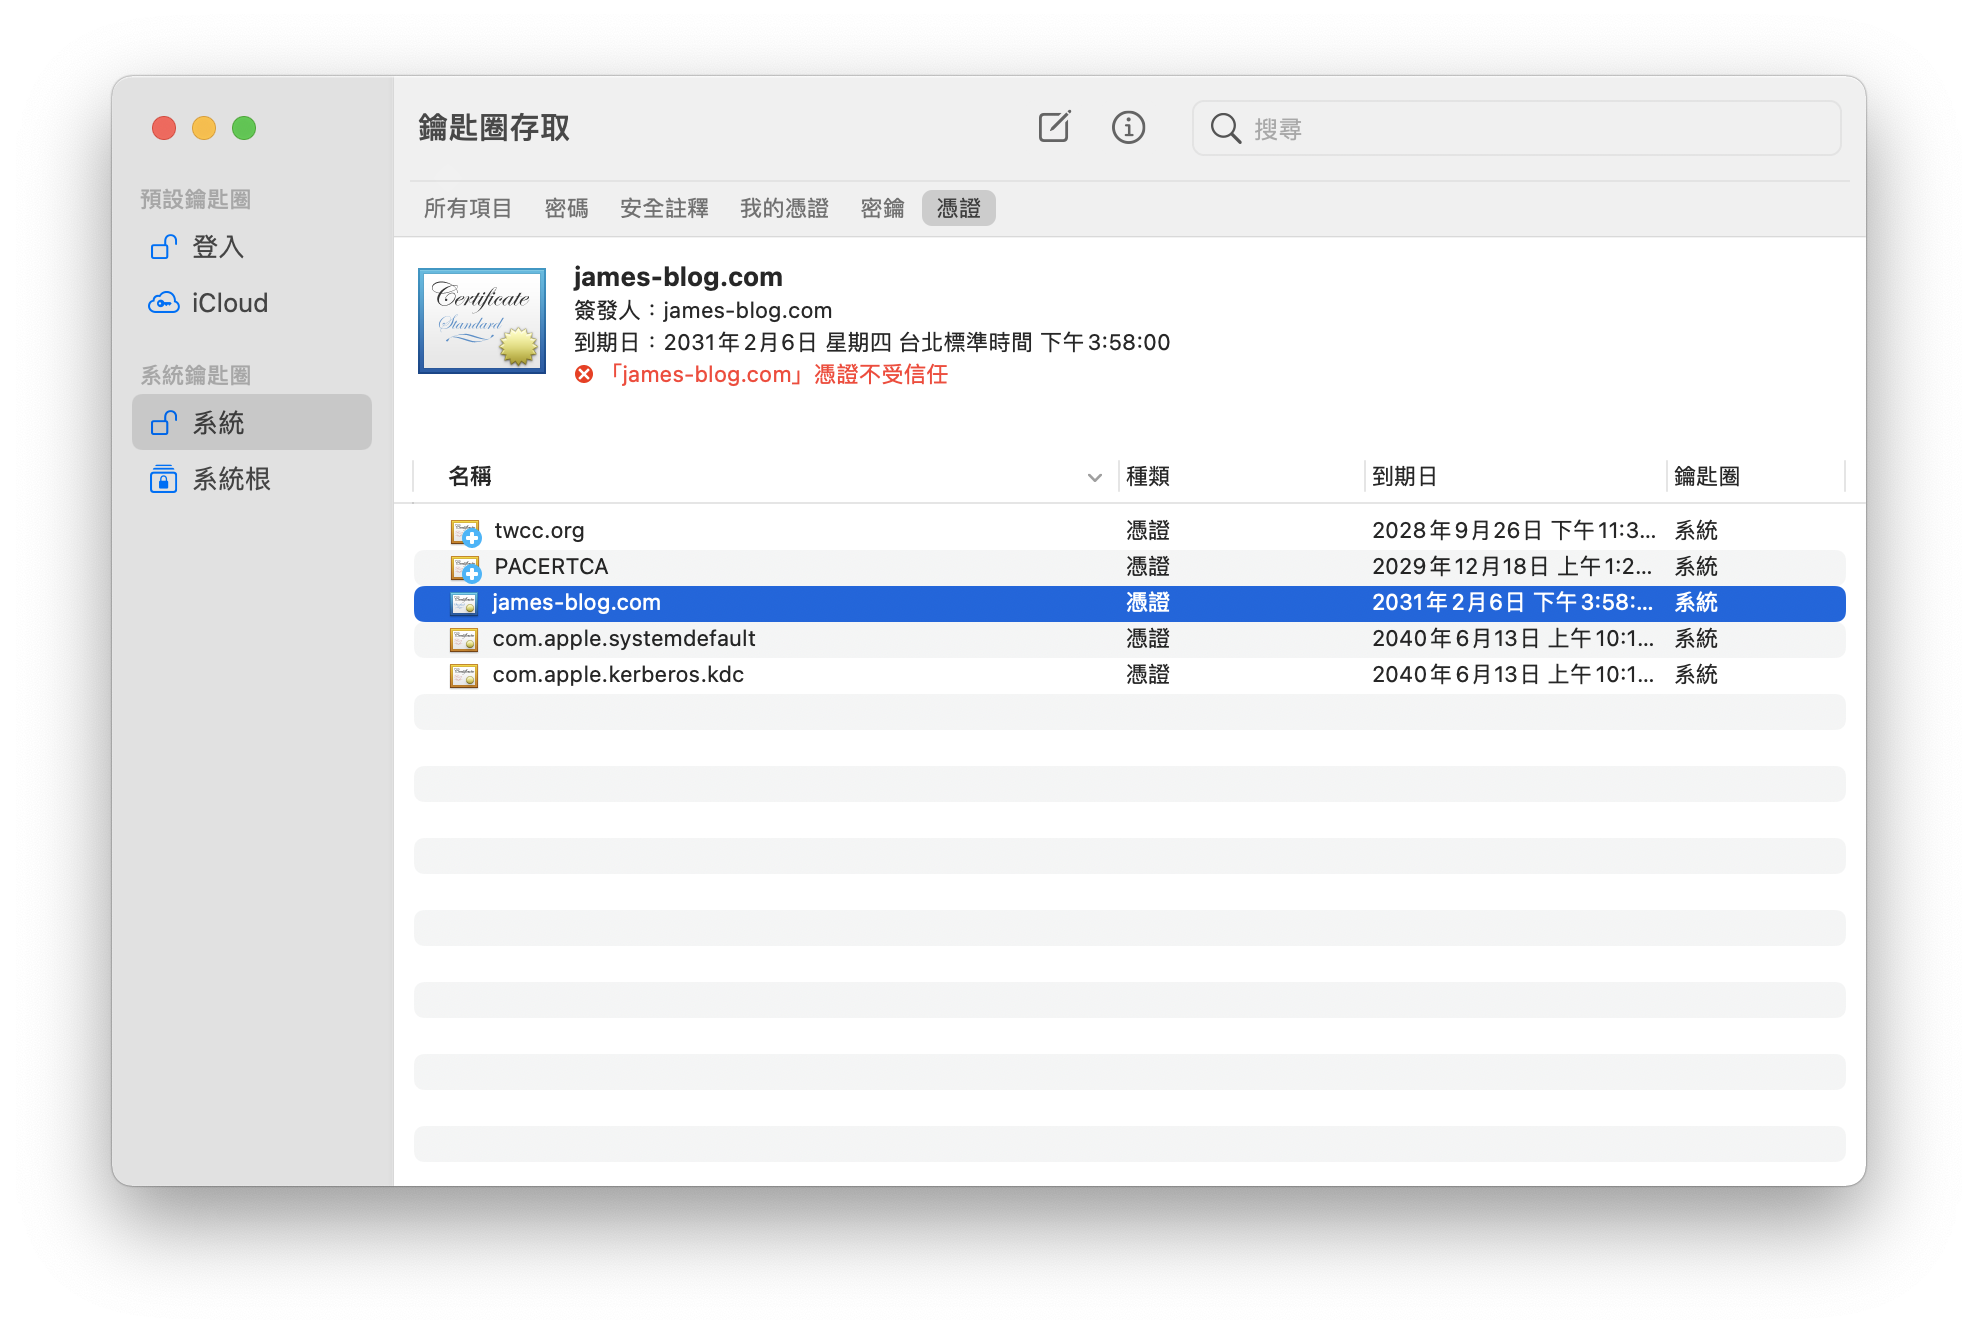 鑰匙圈存取
搜尋
預設鑰匙圈
登入
iCloud
系統鑰匙圈
系統
系統根
所有項目 密碼 安全註釋 我的憑證 密鑰 憑證
Certificate
Standard
james-blog.com
簽發人：james-blog.com
到期日：2031年2月6日 星期四 台北標準時間 下午3:58:00
「james-blog.com」憑證不受信任
名稱 種類 到期日 鑰匙圈
twcc.org 憑證 2028年9月26日 下午11:3... 系統
PACERTCA 憑證 2029年12月18日 上午1:2... 系統
james-blog.com 憑證 2031年2月6日 下午3:58:... 系統
com.apple.systemdefault 憑證 2040年6月13日 上午10:1... 系統
com.apple.kerberos.kdc 憑證 2040年6月13日 上午10:1... 系統